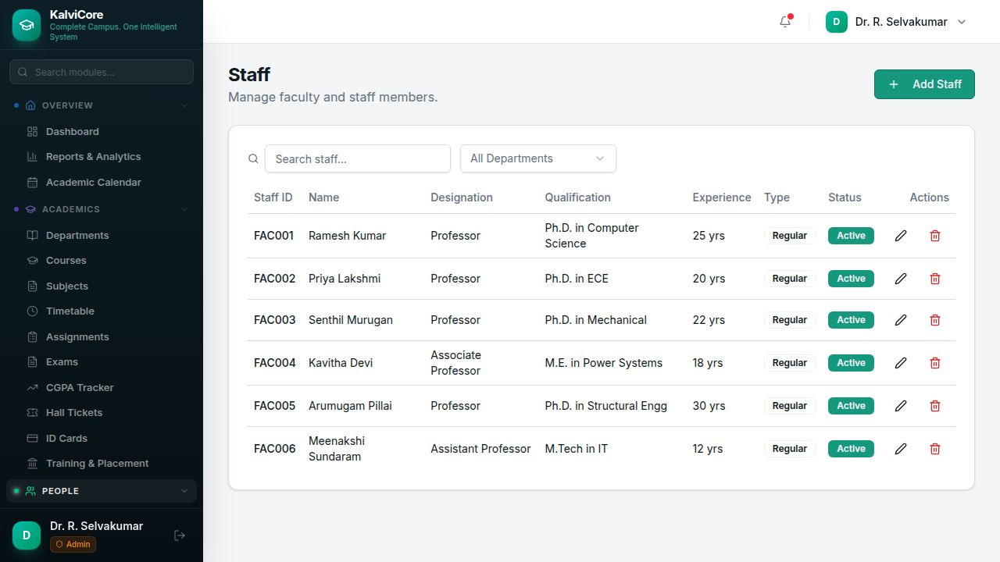 KalviCore
Complete Campus. One Intelligent
System
Search modules...
OVERVIEW
Dashboard
Reports & Analytics
Academic Calendar
ACADEMICS
Departments
Courses
Subjects
Timetable
Assignments
Exams
CGPA Tracker
Hall Tickets
ID Cards
Training & Placement
PEOPLE
D
Dr. R. Selvakumar
Admin
D Dr. R. Selvakumar
Staff
Manage faculty and staff members.
Add Staff
Search staff... All Departments
Staff ID Name Designation Qualification Experience Type Status Actions
FAC001 Ramesh Kumar Professor Ph.D. in Computer
Science 25 yrs Regular Active
FAC002 Priya Lakshmi Professor Ph.D. in ECE 20 yrs Regular Active
FAC003 Senthil Murugan Professor Ph.D. in Mechanical 22 yrs Regular Active
FAC004 Kavitha Devi Associate
Professor M.E. in Power Systems 18 yrs Regular Active
FAC005 Arumugam Pillai Professor Ph.D. in Structural Engg 30 yrs Regular Active
FAC006 Meenakshi
Sundaram Assistant Professor M.Tech in IT 12 yrs Regular Active